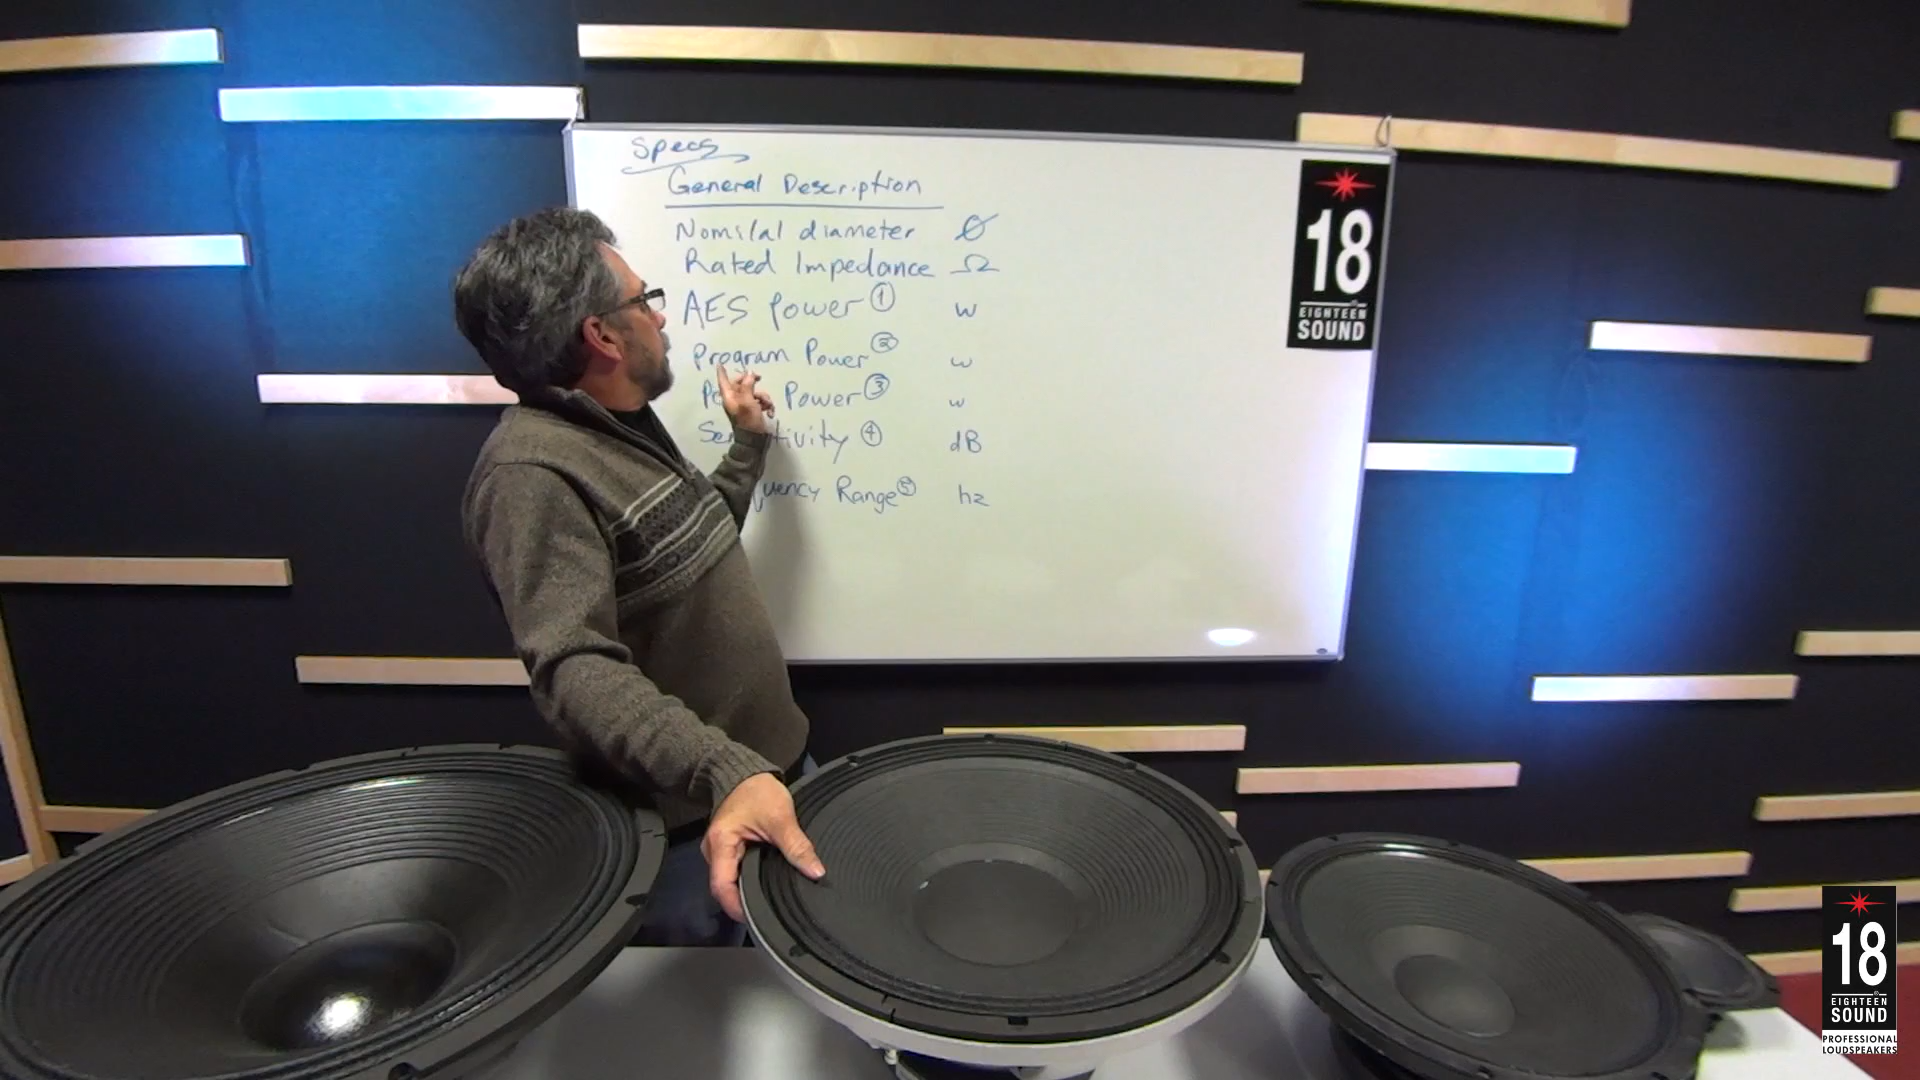 Specs
General Description
Nomilal diameter Ø
Rated Impedance Ω
AES Power ① w
Program Power ② w
Power ③ w
Sensitivity ④ dB
Range ⑤ hz
18
EIGHTEEN
SOUND
18
EIGHTEEN
SOUND
PROFESSIONAL
LOUDSPEAKERS